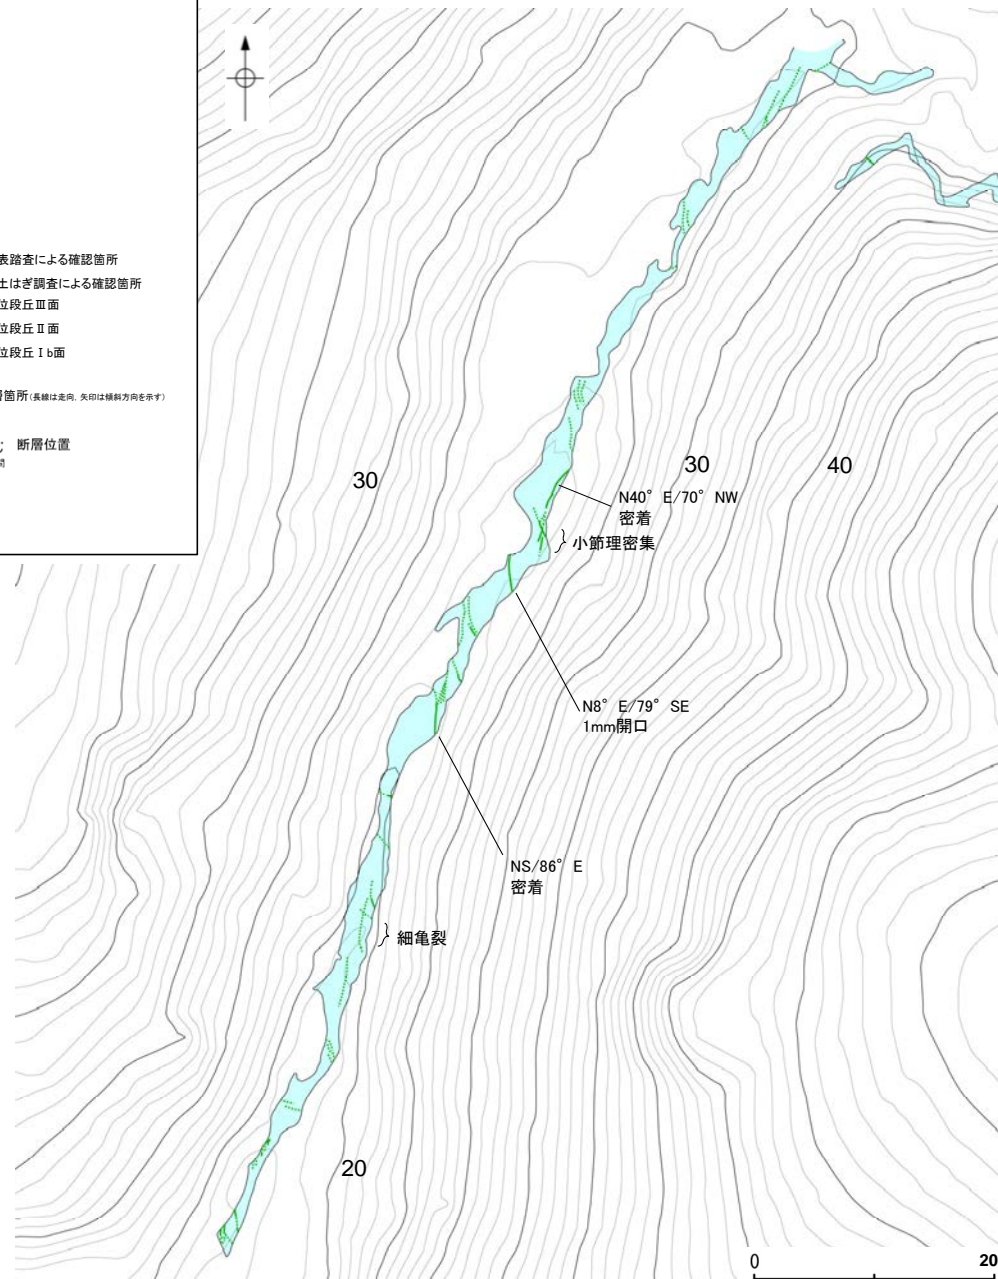 表踏査による確認箇所
土はぎ調査による確認箇所
位段丘Ⅲ面
位段丘Ⅱ面
位段丘Ⅰb面
箇所(長線は走向, 矢印は傾斜方向を示す)
断層位置
30
30
40
N40° E/70° NW
密着
小節理密集
N8° E/79° SE
1mm開口
NS/86° E
密着
細亀裂
20
0
20